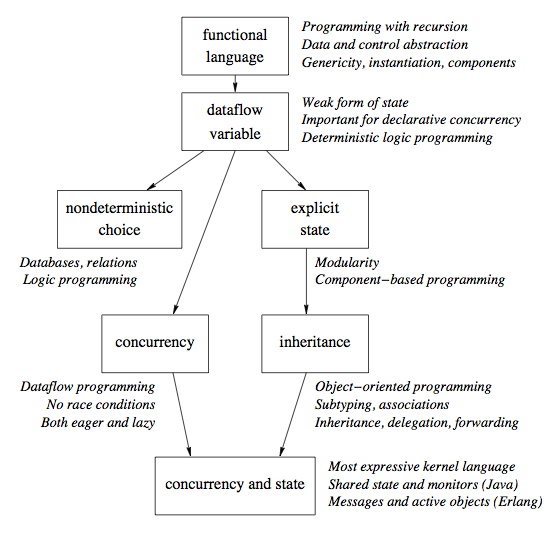 functional
language
Programming with recursion
Data and control abstraction
Genericity, instantiation, components
dataflow
variable
Weak form of state
Important for declarative concurrency
Deterministic logic programming
nondeterministic
choice
Databases, relations
Logic programming
explicit
state
Modularity
Component−based programming
concurrency
Dataflow programming
No race conditions
Both eager and lazy
inheritance
Object−oriented programming
Subtyping, associations
Inheritance, delegation, forwarding
concurrency and state
Most expressive kernel language
Shared state and monitors (Java)
Messages and active objects (Erlang)